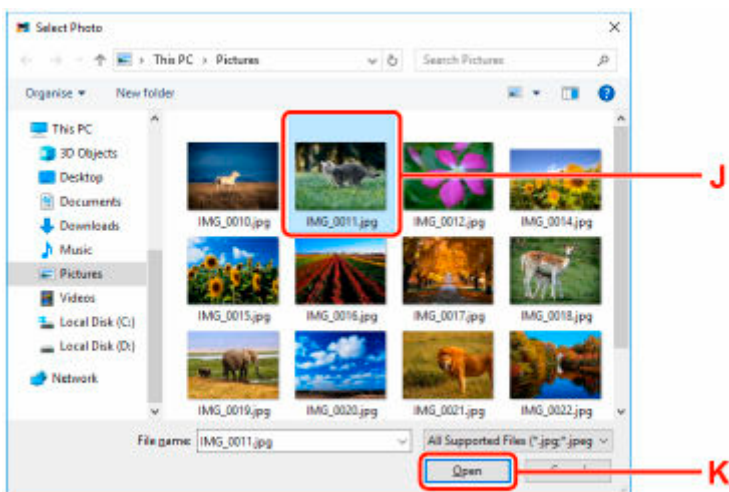 Select Photo
This PC > Pictures
Search Pictures
Organise
New folder
This PC
3D Objects
Desktop
Documents
Downloads
Music
Pictures
Videos
Local Disk (C:)
Local Disk (D:)
Network
IMG_0010.jpg IMG_0011.jpg IMG_0012.jpg IMG_0014.jpg
J
IMG_0015.jpg IMG_0016.jpg IMG_0017.jpg IMG_0018.jpg
IMG_0019.jpg IMG_0020.jpg IMG_0021.jpg IMG_0022.jpg
File name: IMG_0011.jpg All Supported Files (*.jpg;*.jpeg
Open
K